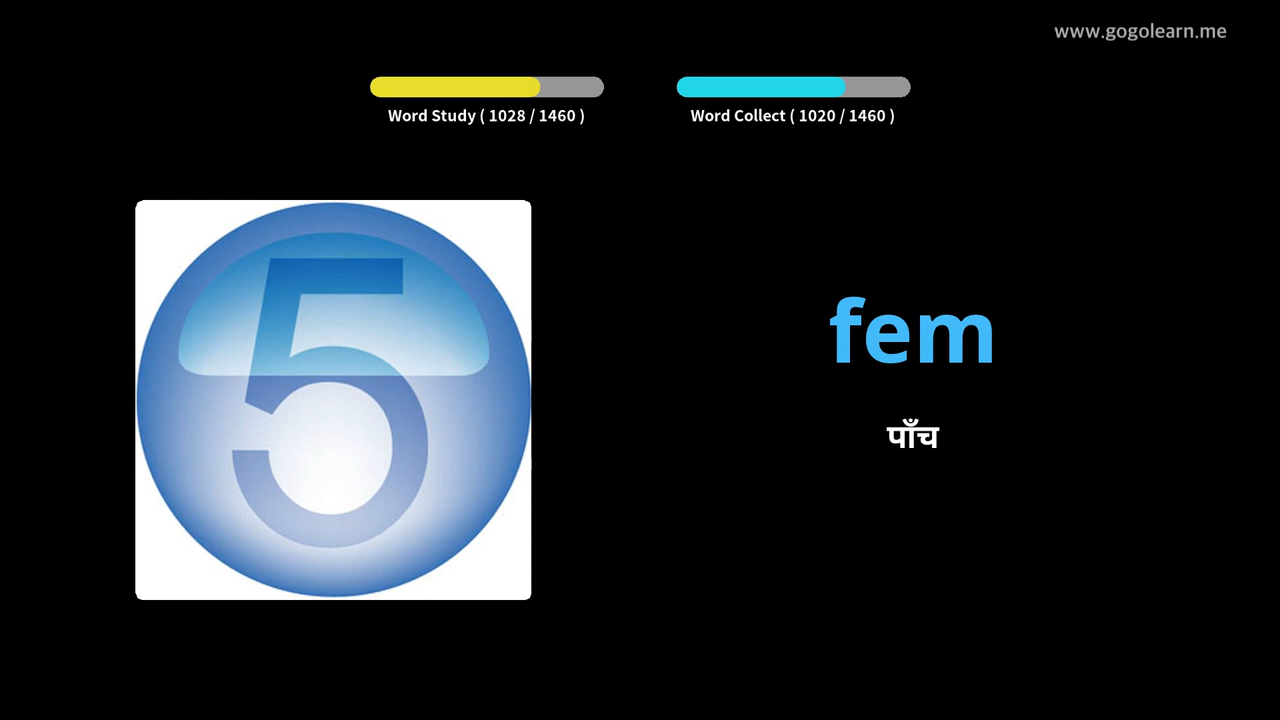 www.gogolearn.me
Word Study ( 1028 / 1460 )
Word Collect ( 1020 / 1460 )
5
fem
पाँच